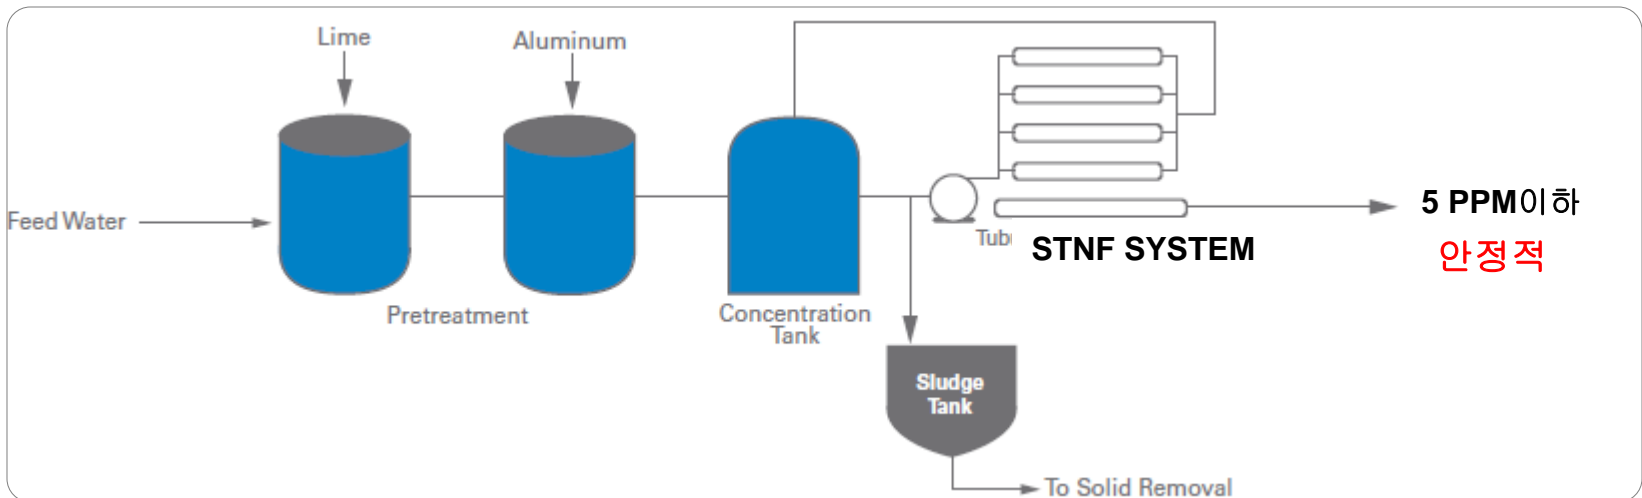 Lime
Aluminum
Feed Water
Pretreatment
Concentration
Tank
STNF SYSTEM
5 PPM이하
안정적
Sludge
Tank
To Solid Removal